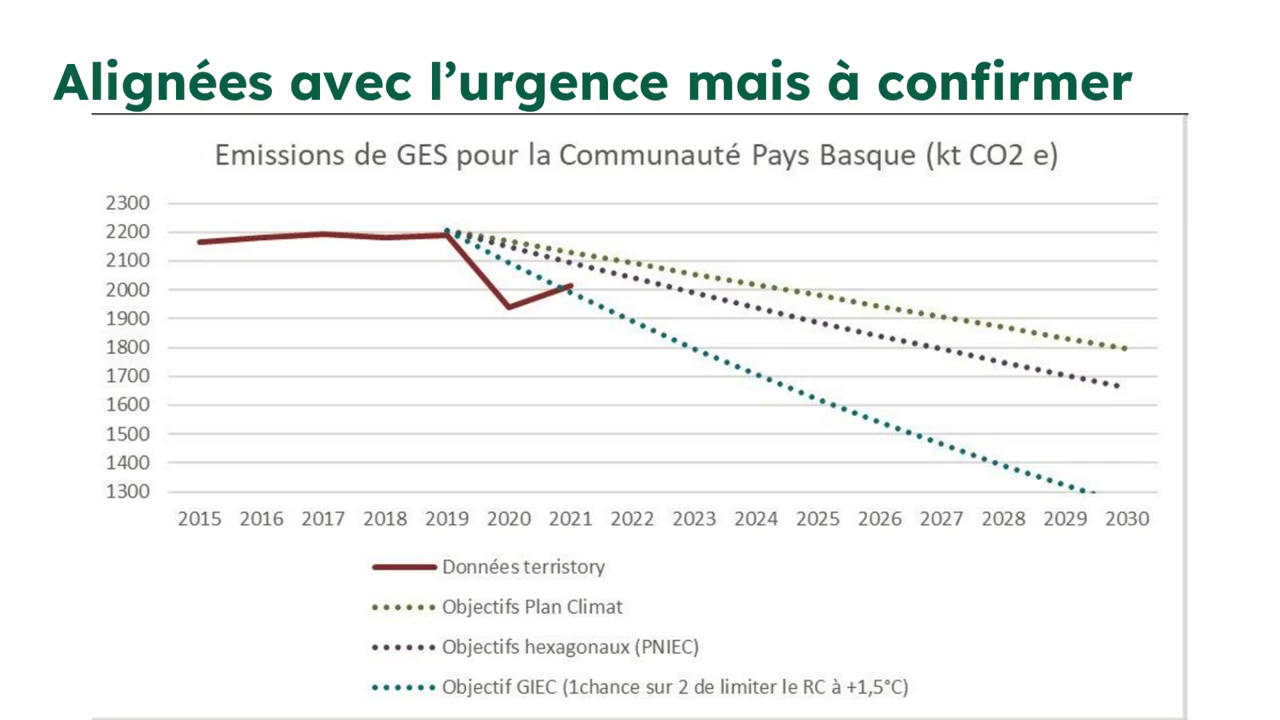 Alignées avec l’urgence mais à confirmer
Emissions de GES pour la Communauté Pays Basque (kt CO2 e)
2300
2200
2100
2000
1900
1800
1700
1600
1500
1400
1300
2015 2016 2017 2018 2019 2020 2021 2022 2023 2024 2025 2026 2027 2028 2029 2030
Données terristory
Objectifs Plan Climat
Objectifs hexagonaux (PNIEC)
Objectif GIEC (1chance sur 2 de limiter le RC à +1,5°C)